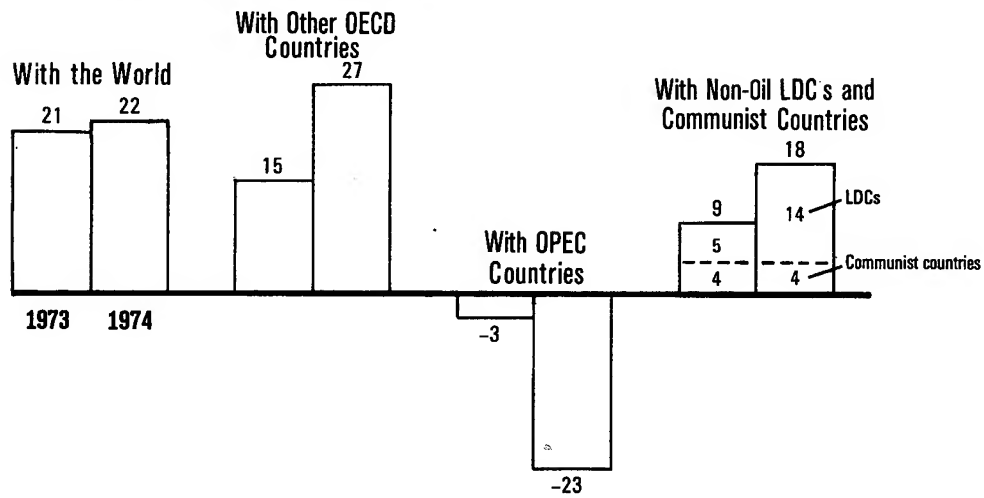 With the World
21
22
1973
1974
With Other OECD
Countries
15
27
With OPEC
Countries
-3
-23
With Non-Oil LDC's and
Communist Countries
9
5
4
18
14
4
LDCs
Communist countries